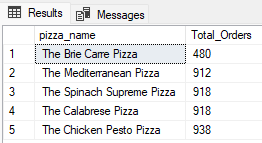 Results Messages
pizza_name Total_Orders
1 The Brie Carre Pizza 480
2 The Mediterranean Pizza 912
3 The Spinach Supreme Pizza 918
4 The Calabrese Pizza 918
5 The Chicken Pesto Pizza 938